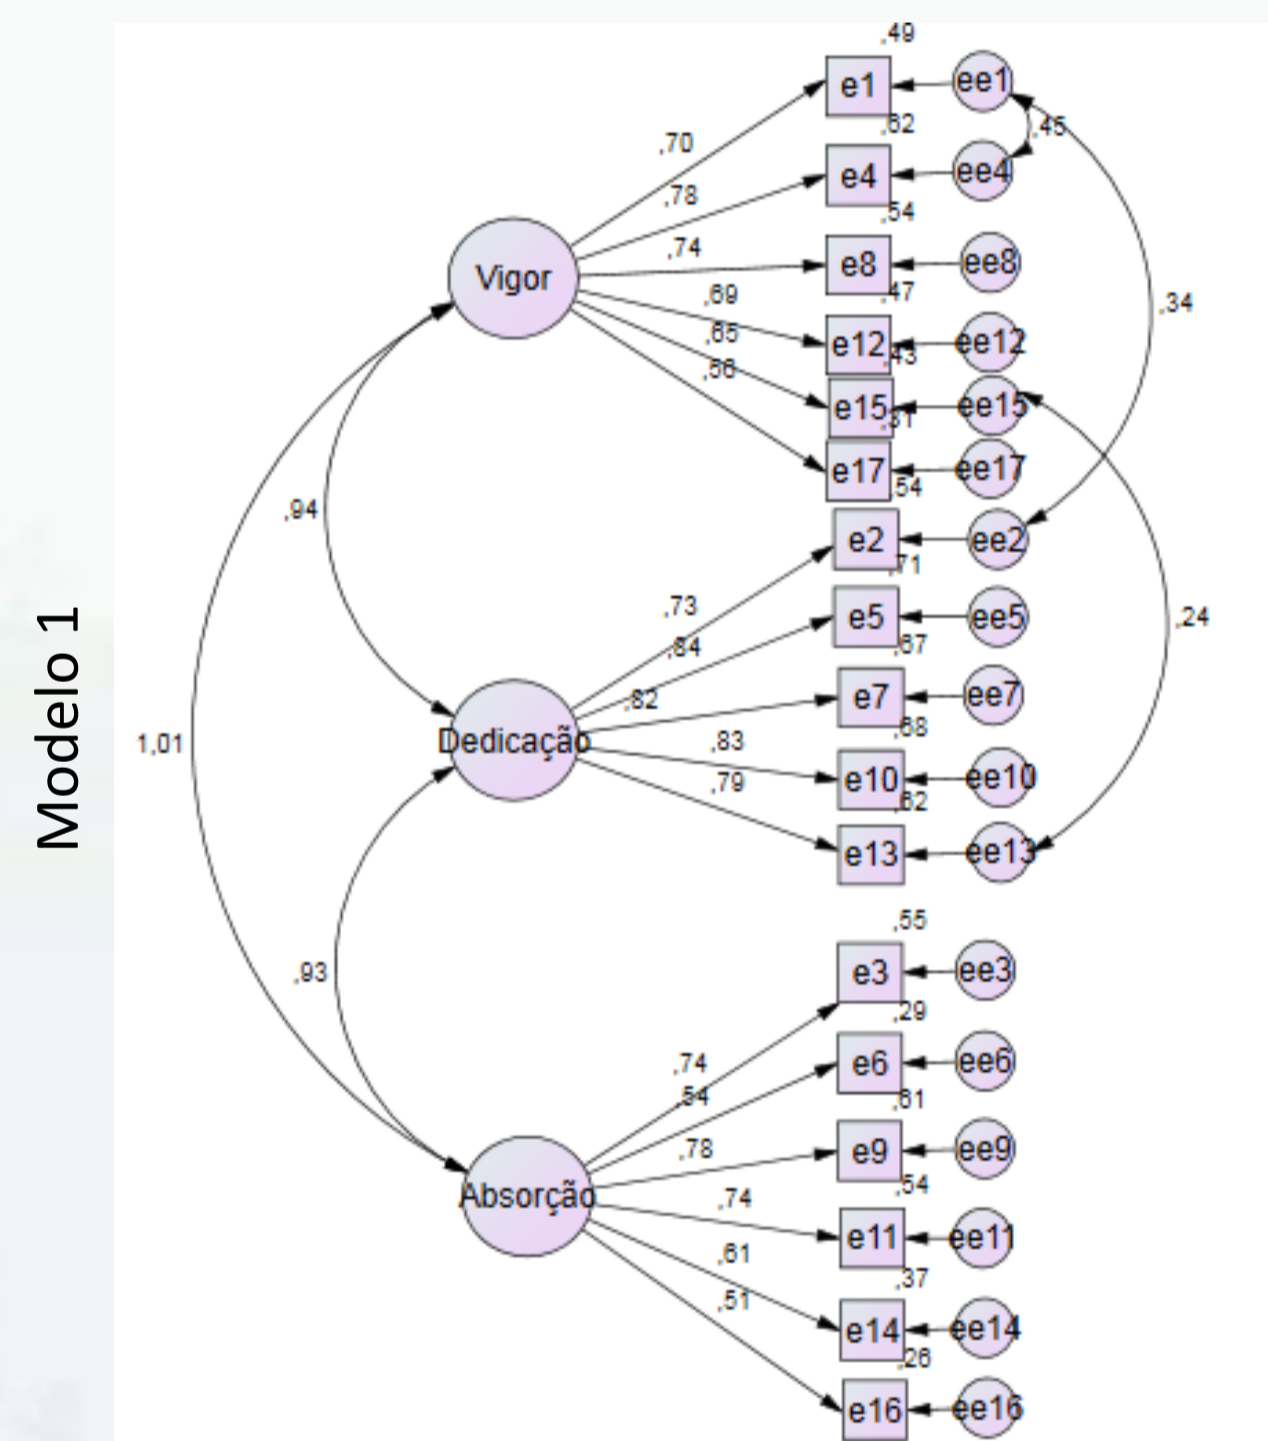 Modelo 1
,49
e1
ee1
,62
,45
,70
e4
ee4
,78
,54
,74
e8
ee8
Vigor
,47
,69
e12
ee12
,34
,65
,43
,56
e15
ee15
,31
e17
ee17
,54
,94
e2
ee2
,71
,73
e5
ee5
,84
,67
,24
,82
e7
ee7
,68
Dedicação
,83
1,01
,79
e10
ee10
,62
e13
ee13
,55
,93
e3
ee3
,29
,74
e6
ee6
,54
,61
,78
e9
ee9
,54
Absorção
,74
e11
ee11
,61
,37
,51
e14
ee14
,26
e16
ee16